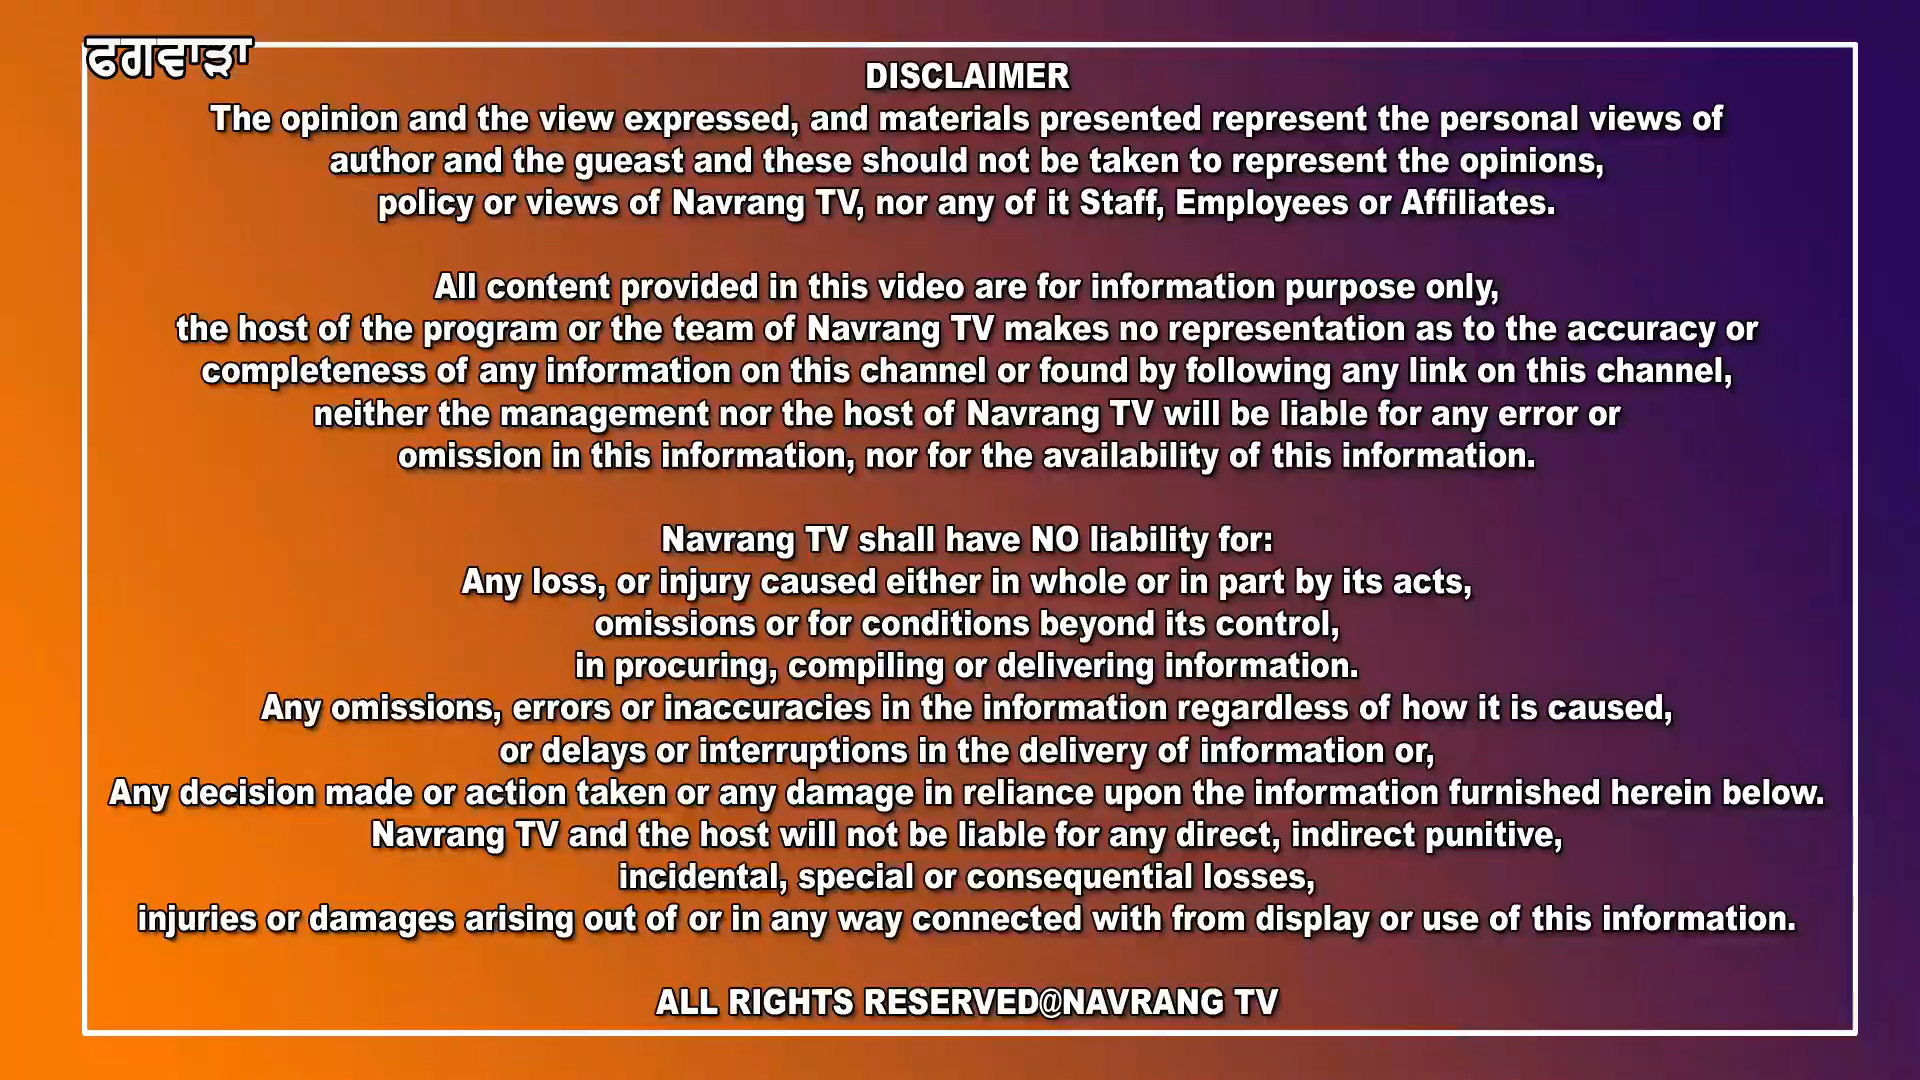 ਫਗਵਾੜਾ
DISCLAIMER
The opinion and the view expressed, and materials presented represent the personal views of
author and the gueast and these should not be taken to represent the opinions,
policy or views of Navrang TV, nor any of it Staff, Employees or Affiliates.
All content provided in this video are for information purpose only,
the host of the program or the team of Navrang TV makes no representation as to the accuracy or
completeness of any information on this channel or found by following any link on this channel,
neither the management nor the host of Navrang TV will be liable for any error or
omission in this information, nor for the availability of this information.
Navrang TV shall have NO liability for:
Any loss, or injury caused either in whole or in part by its acts,
omissions or for conditions beyond its control,
in procuring, compiling or delivering information.
Any omissions, errors or inaccuracies in the information regardless of how it is caused,
or delays or interruptions in the delivery of information or,
Any decision made or action taken or any damage in reliance upon the information furnished herein below.
Navrang TV and the host will not be liable for any direct, indirect punitive,
incidental, special or consequential losses,
injuries or damages arising out of or in any way connected with from display or use of this information.
ALL RIGHTS RESERVED@NAVRANG TV